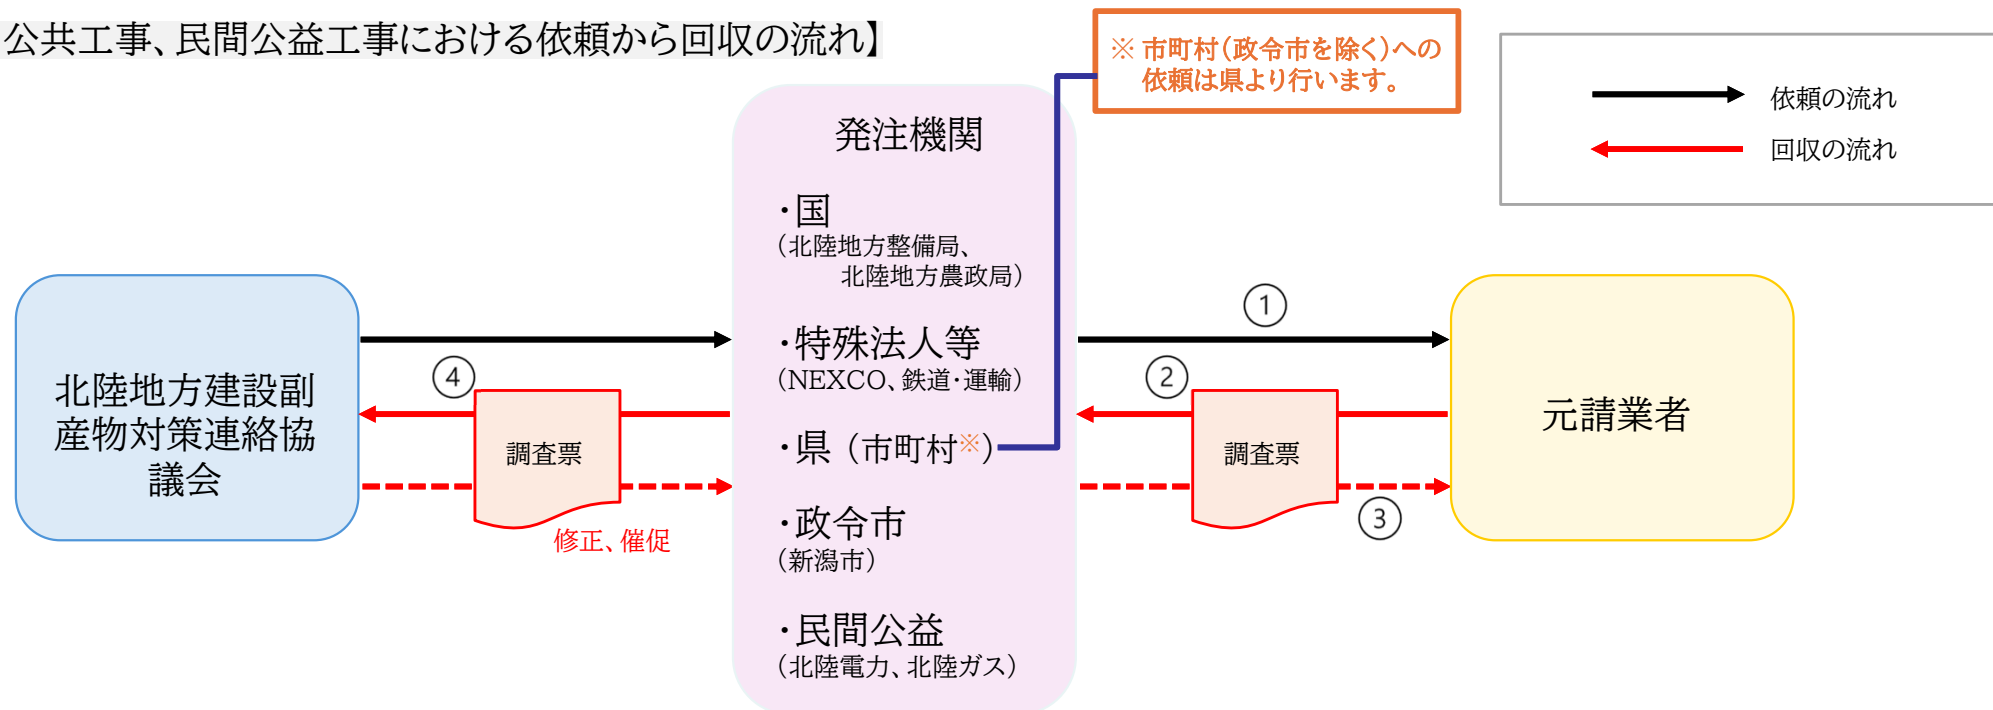 公共工事、民間公益工事における依頼から回収の流れ】
※ 市町村（政令市を除く）への
依頼は県より行います。
依頼の流れ
回収の流れ
発注機関
・国
（北陸地方整備局、
北陸地方農政局）
・特殊法人等
（NEXCO、鉄道・運輸）
・県（市町村※）
・政令市
（新潟市）
・民間公益
（北陸電力、北陸ガス）
北陸地方建設副
産物対策連絡協
議会
④
調査票
修正、催促
①
②
調査票
③
元請業者